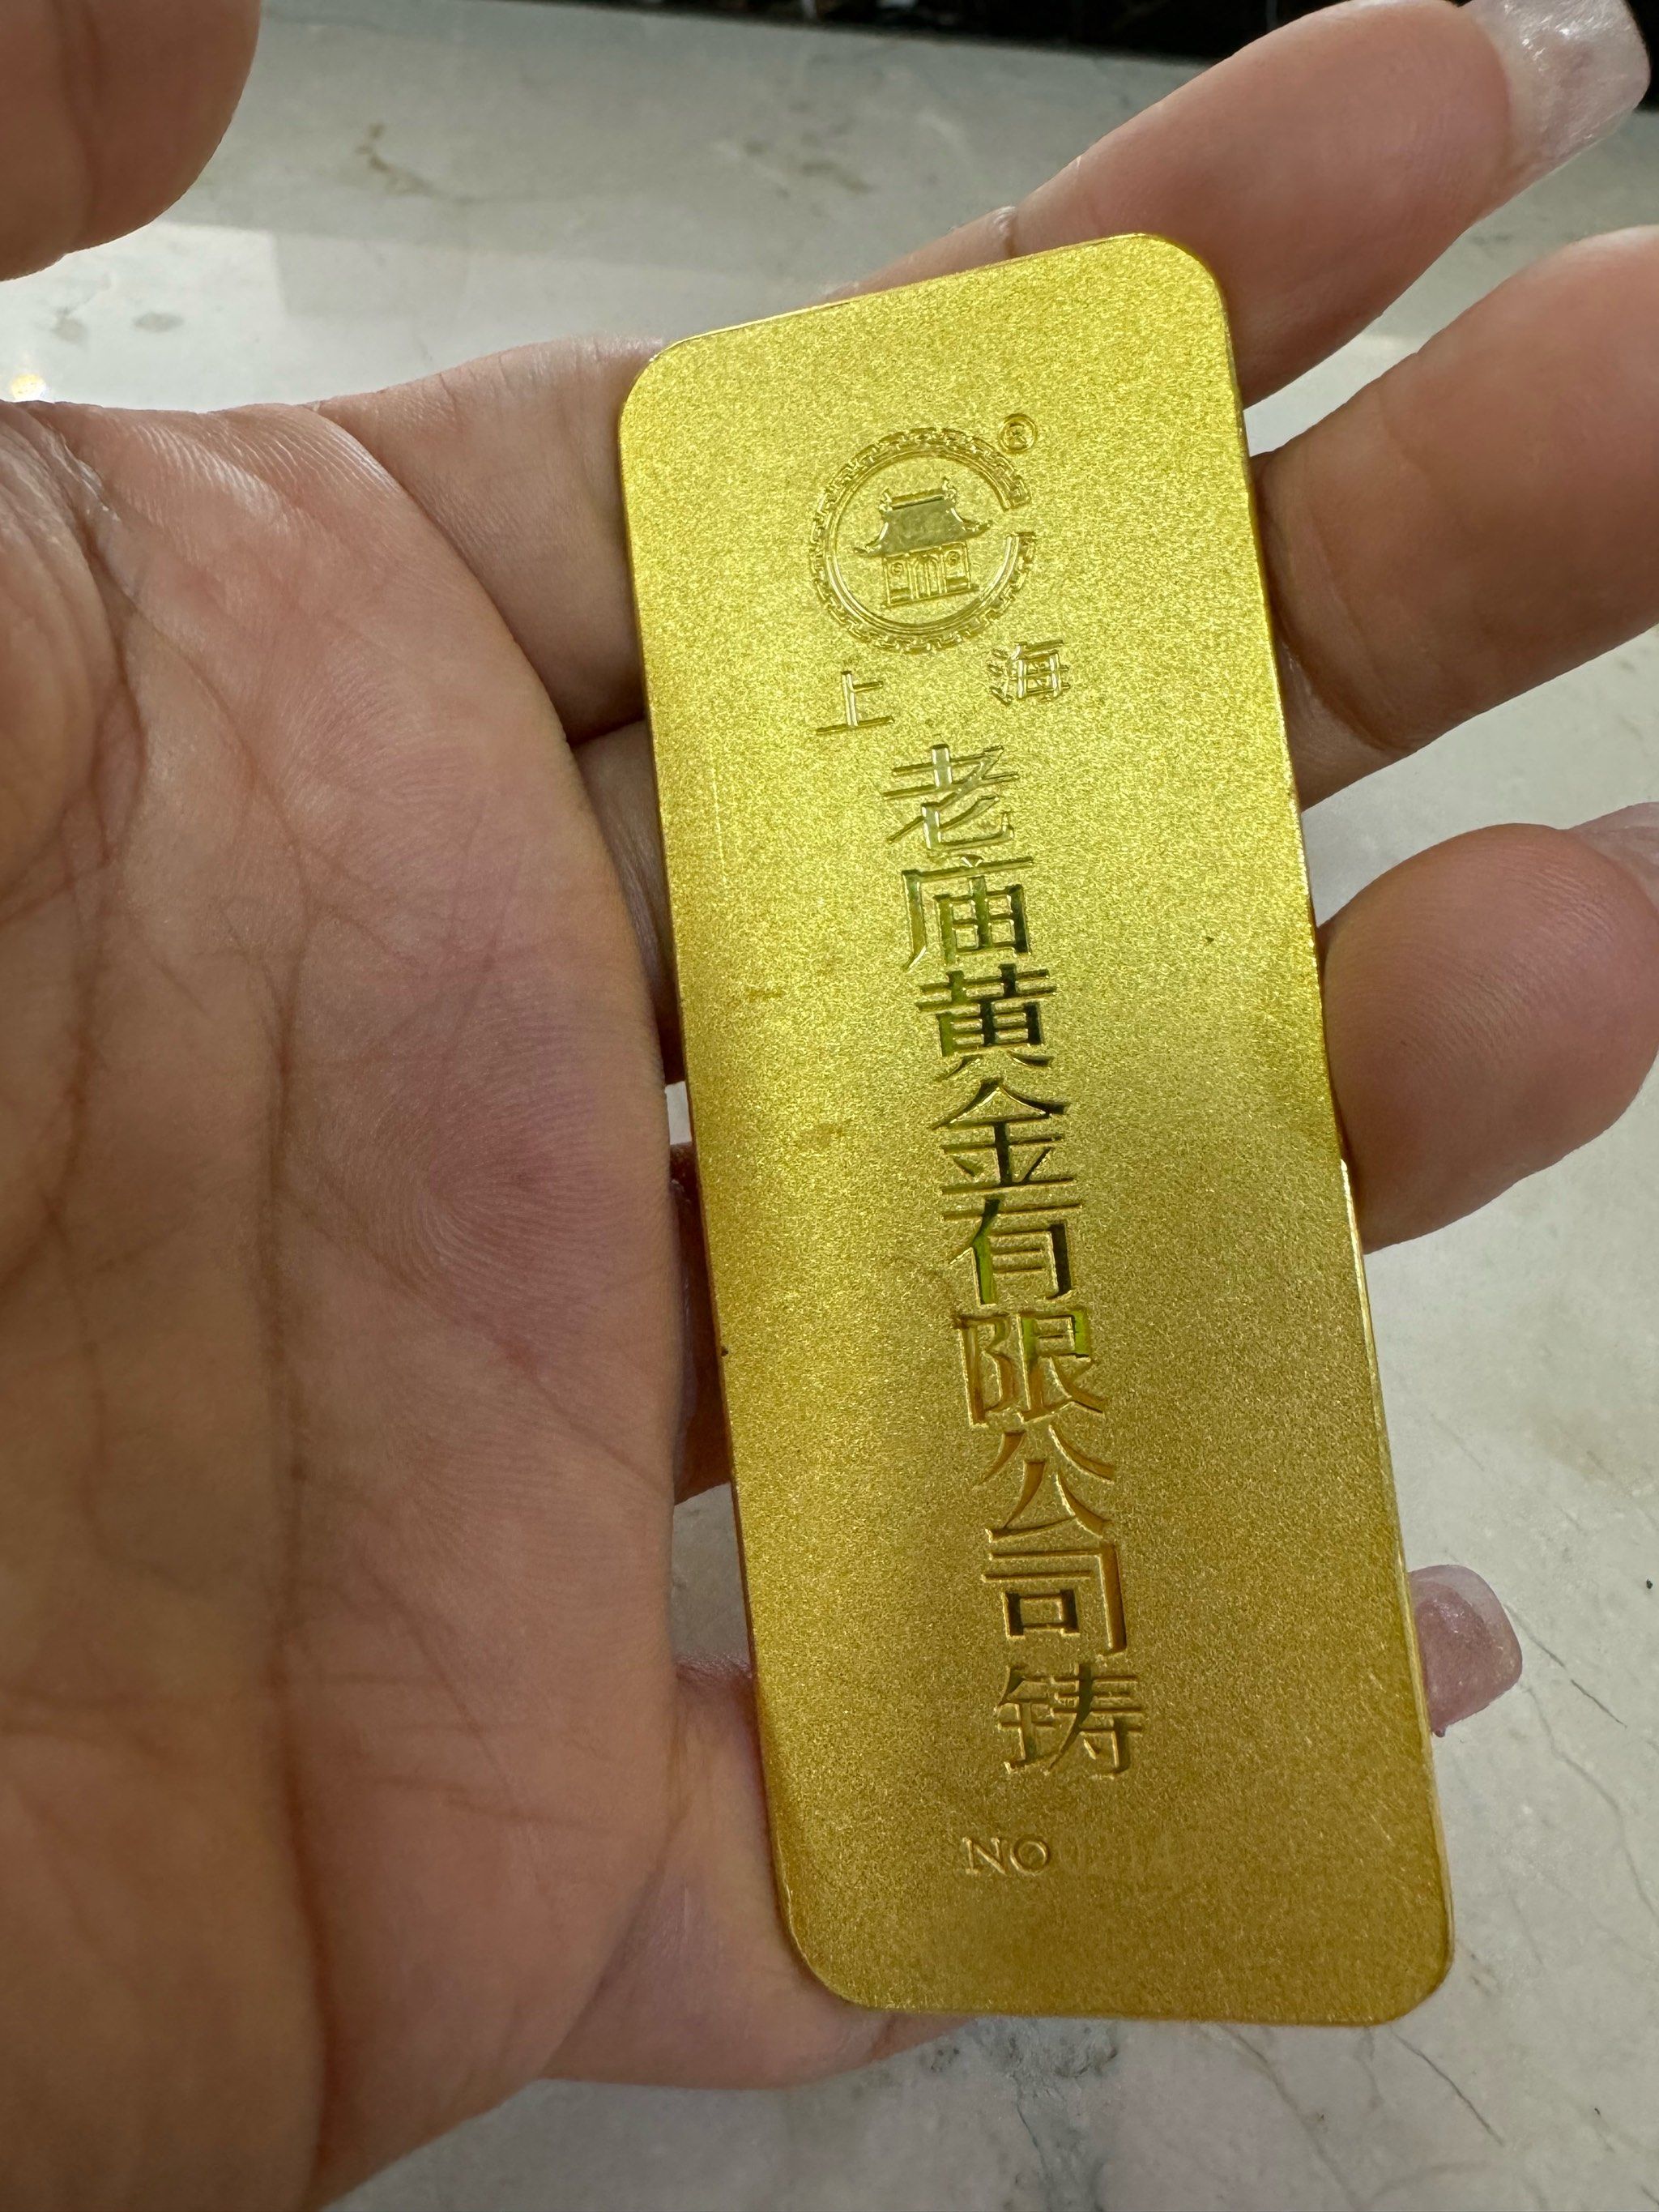 ®
上 海
老庙黄金有限公司铸
NO